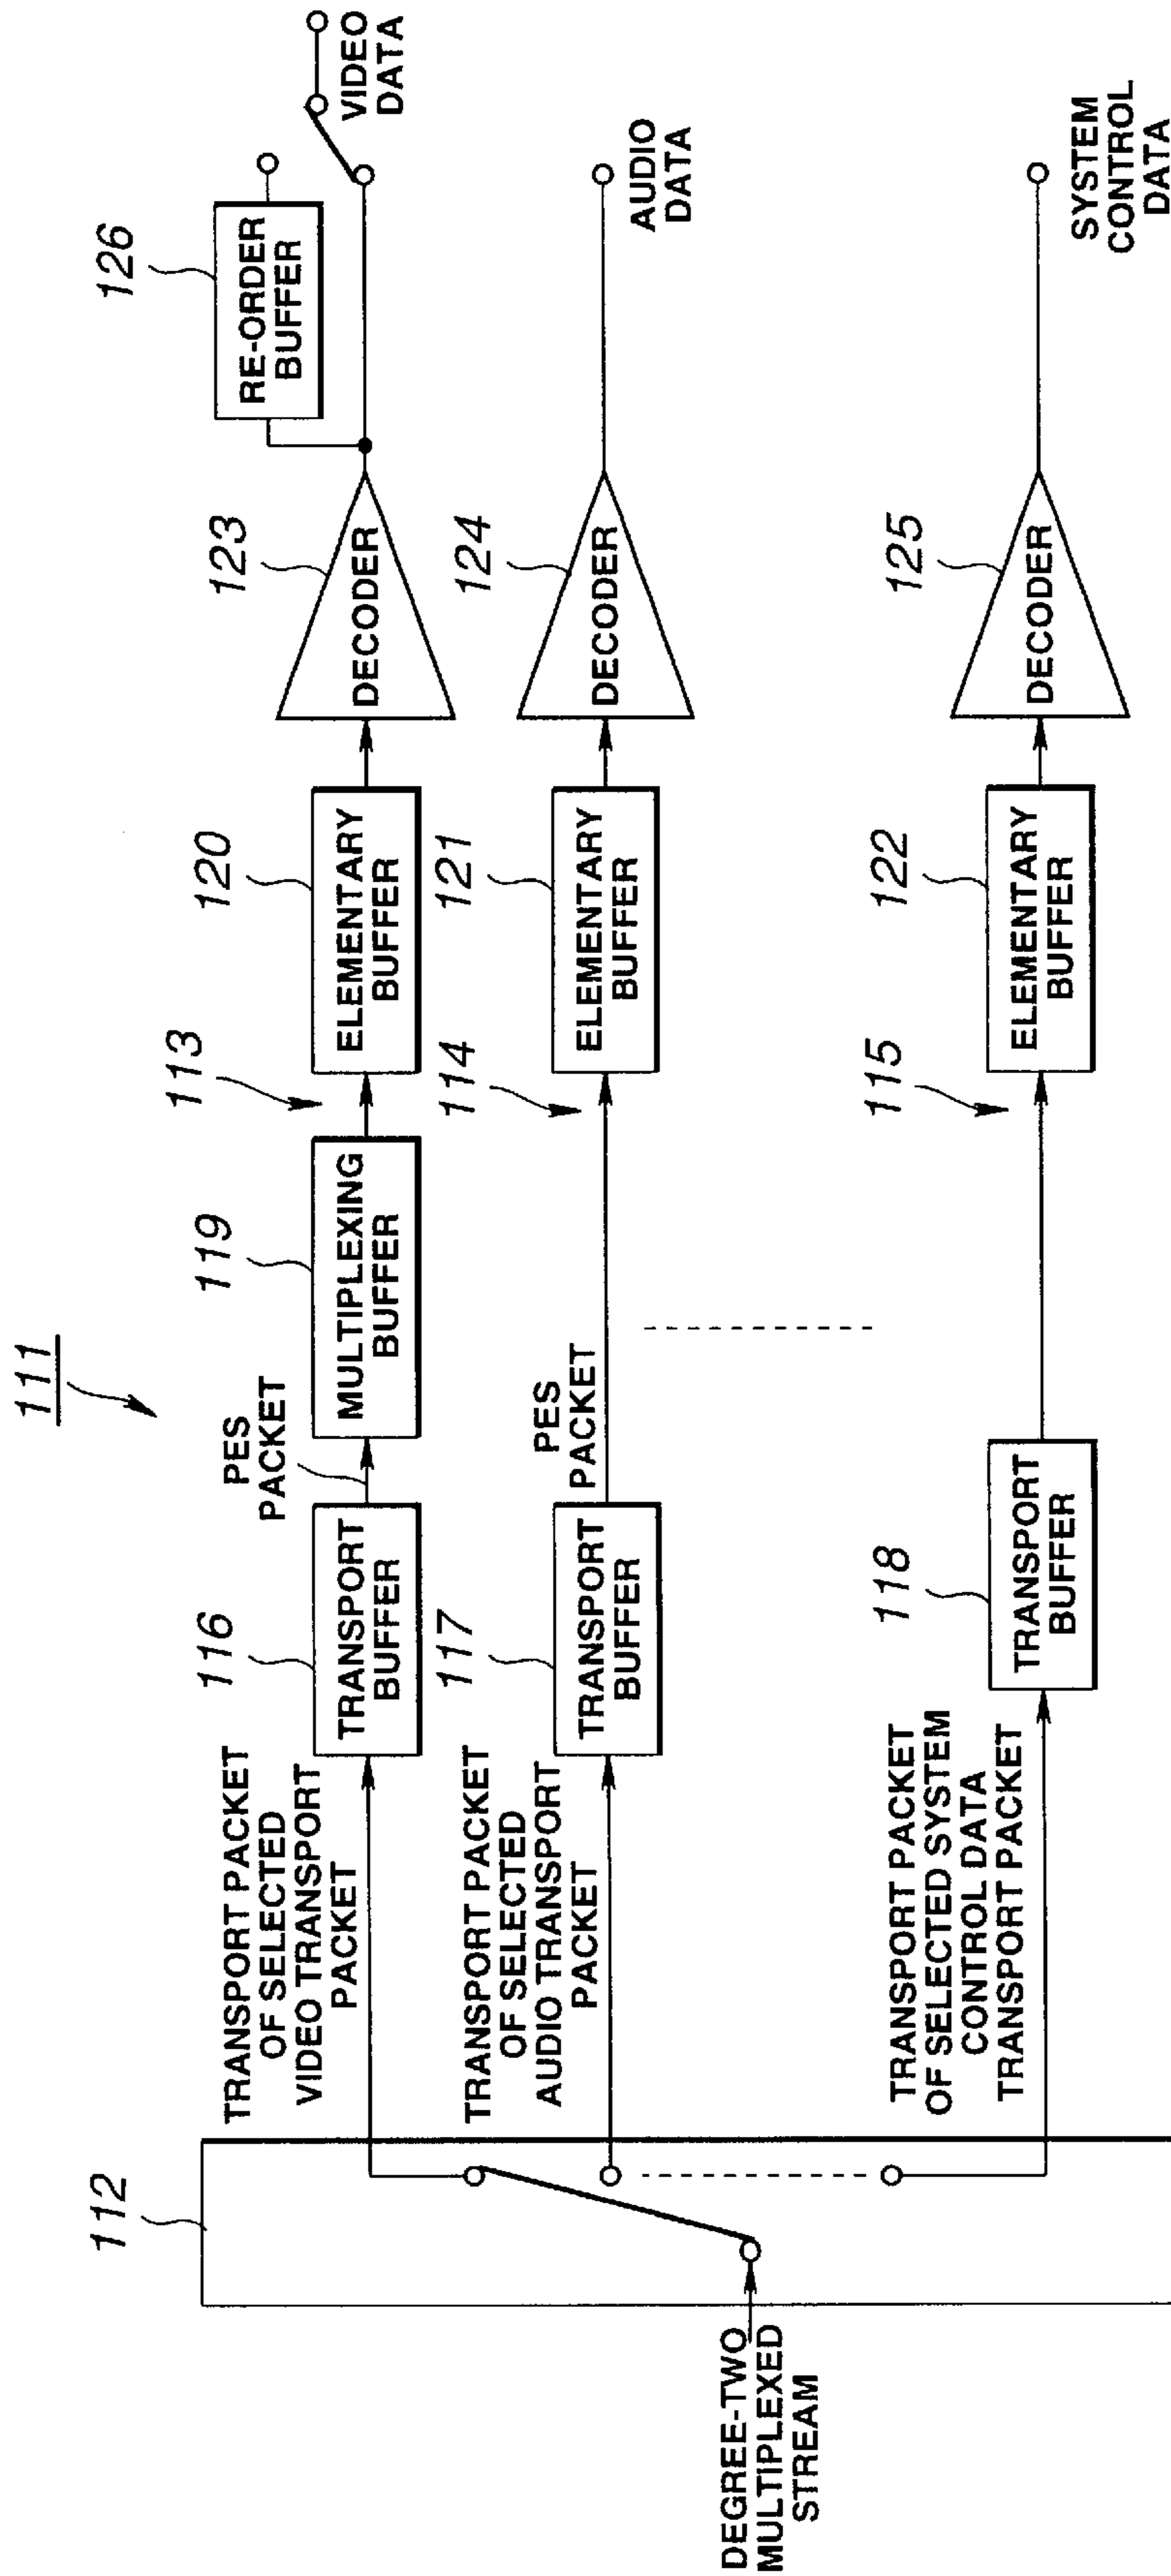 111
112
DEGREE-TWO
MULTIPLEXED
STREAM
TRANSPORT PACKET
OF SELECTED
VIDEO TRANSPORT
PACKET
116
TRANSPORT
BUFFER
PES
PACKET
119
MULTIPLEXING
BUFFER
113
120
ELEMENTARY
BUFFER
123
DECODER
126
RE-ORDER
BUFFER
VIDEO
DATA
TRANSPORT PACKET
OF SELECTED
AUDIO TRANSPORT
PACKET
117
TRANSPORT
BUFFER
PES
PACKET
114
121
ELEMENTARY
BUFFER
124
DECODER
AUDIO
DATA
TRANSPORT PACKET
OF SELECTED SYSTEM
CONTROL DATA
TRANSPORT PACKET
118
TRANSPORT
BUFFER
115
122
ELEMENTARY
BUFFER
125
DECODER
SYSTEM
CONTROL
DATA